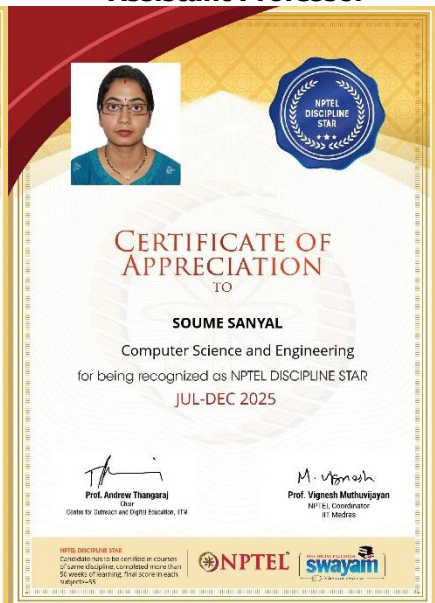 Assistant Professor
NPTEL
DISCIPLINE
STAR
CERTIFICATE OF
APPRECIATION
TO
SOUME SANYAL
Computer Science and Engineering
for being recognized as NPTEL DISCIPLINE STAR
JUL-DEC 2025
Prof. Andrew Thangaraj
Chair
Center for Outreach and Digital Education, IITM
M. Vignesh
Prof. Vignesh Muthuvijayan
NPTEL Coordinator
IIT Madras
NPTEL DISCIPLINE STAR
Candidate has to be certified in courses
of same discipline, completed more than
50 weeks of learning, final score in each
subject>=55
NPTEL
swayam